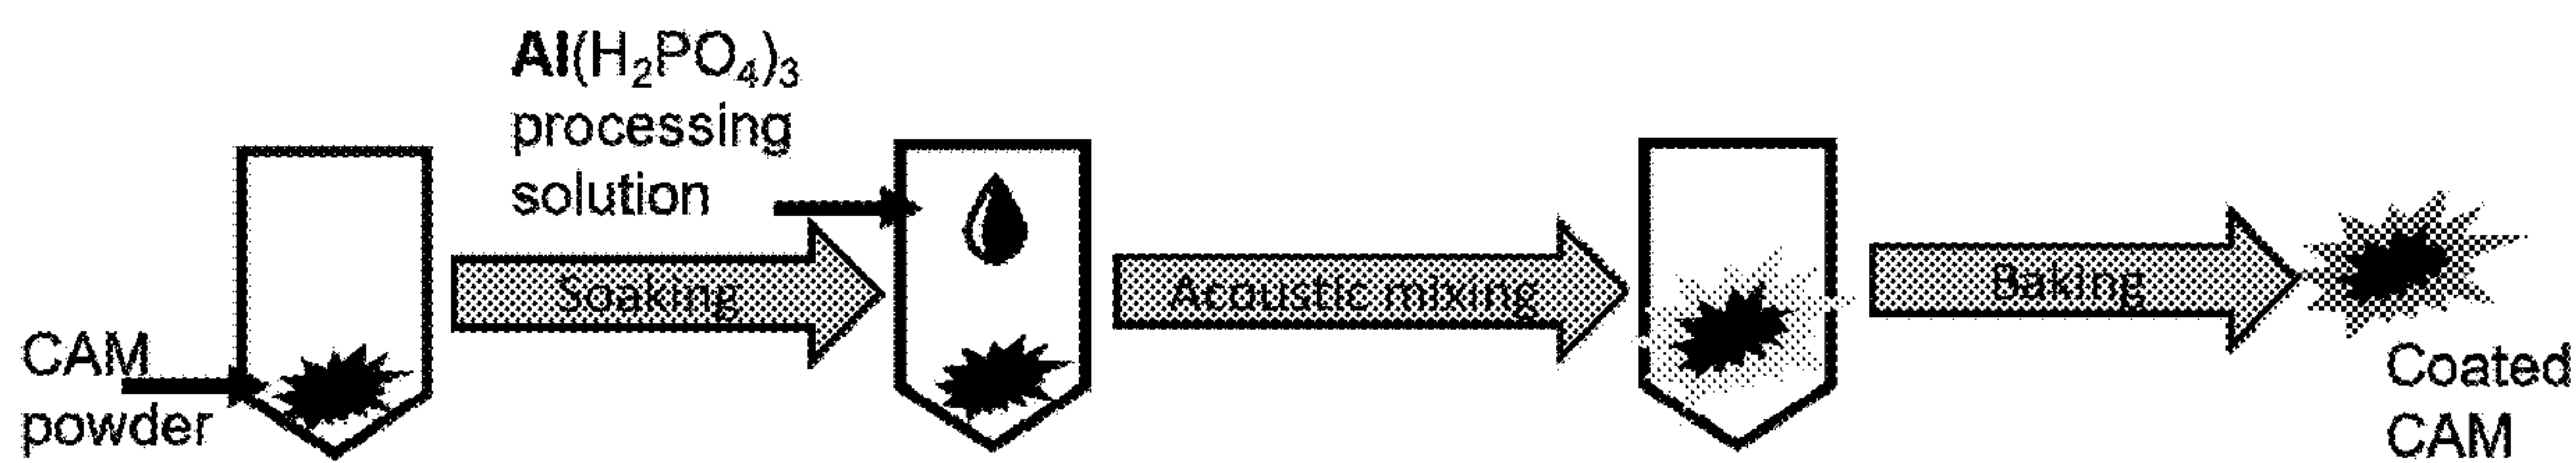 Al(H₂PO₄)₃
processing
solution
CAM
powder
Soaking
Acoustic mixing
Baking
Coated
CAM